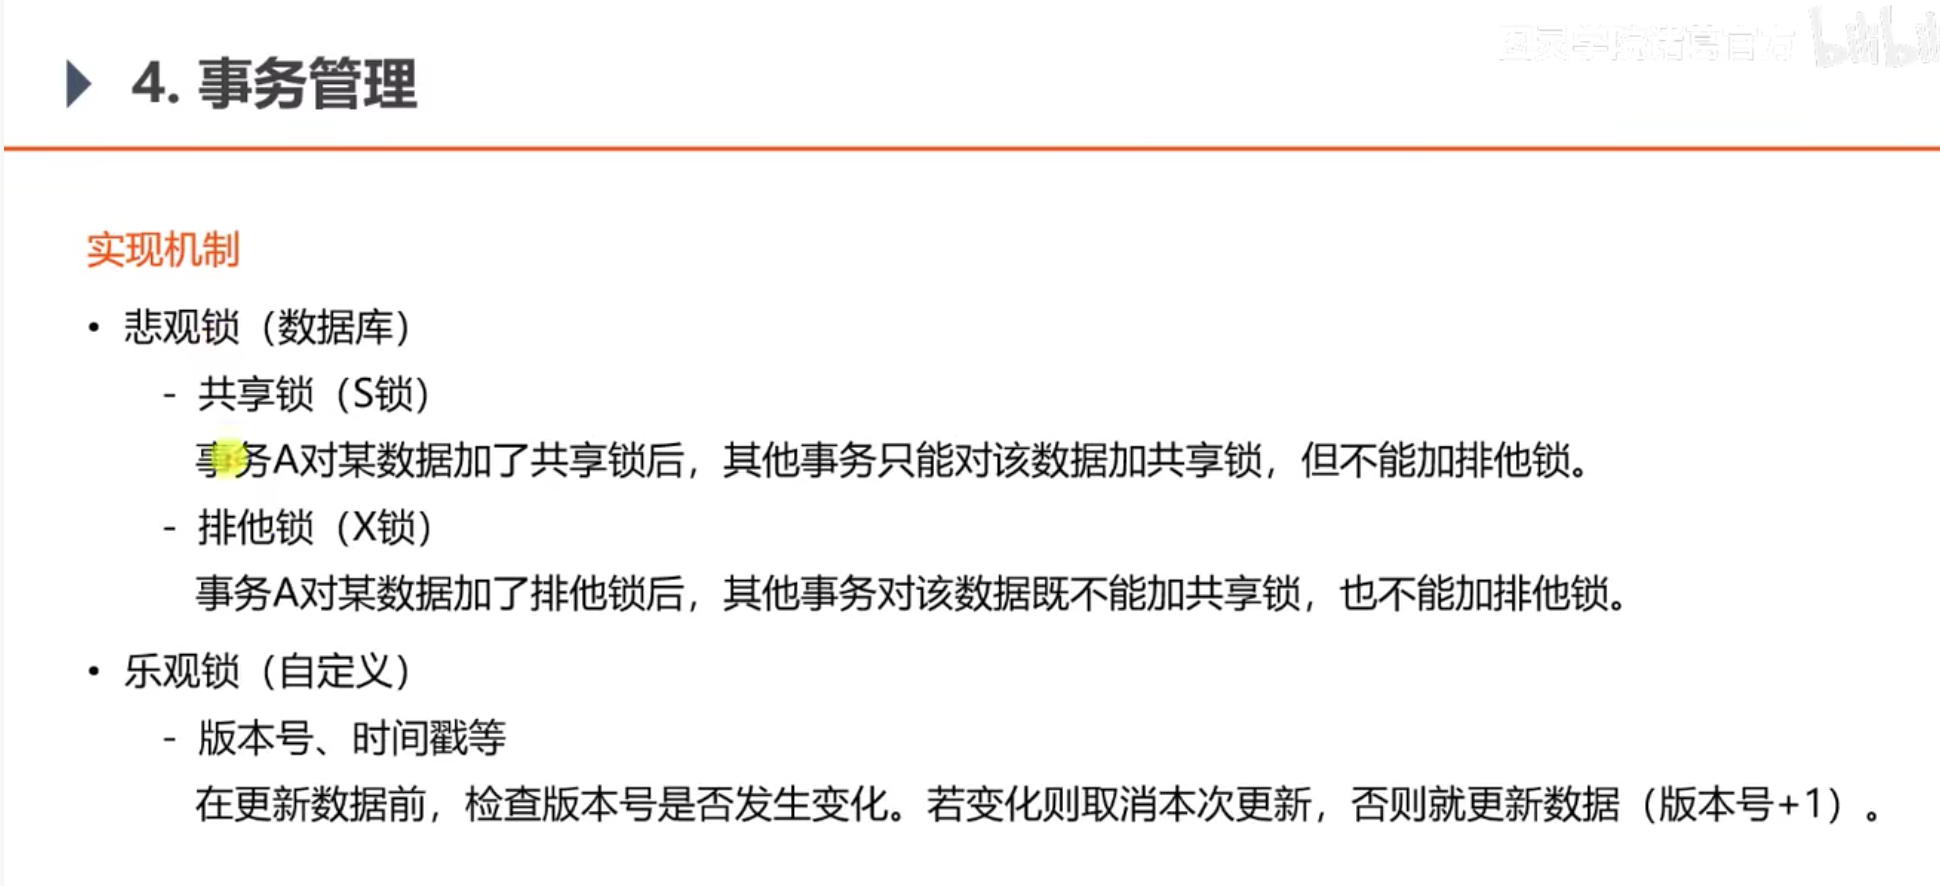 4. 事务管理
实现机制
• 悲观锁（数据库）
- 共享锁（S锁）
事务A对某数据加了共享锁后，其他事务只能对该数据加共享锁，但不能加排他锁。
- 排他锁（X锁）
事务A对某数据加了排他锁后，其他事务对该数据既不能加共享锁，也不能加排他锁。
• 乐观锁（自定义）
- 版本号、时间戳等
在更新数据前，检查版本号是否发生变化。若变化则取消本次更新，否则就更新数据（版本号+1）。